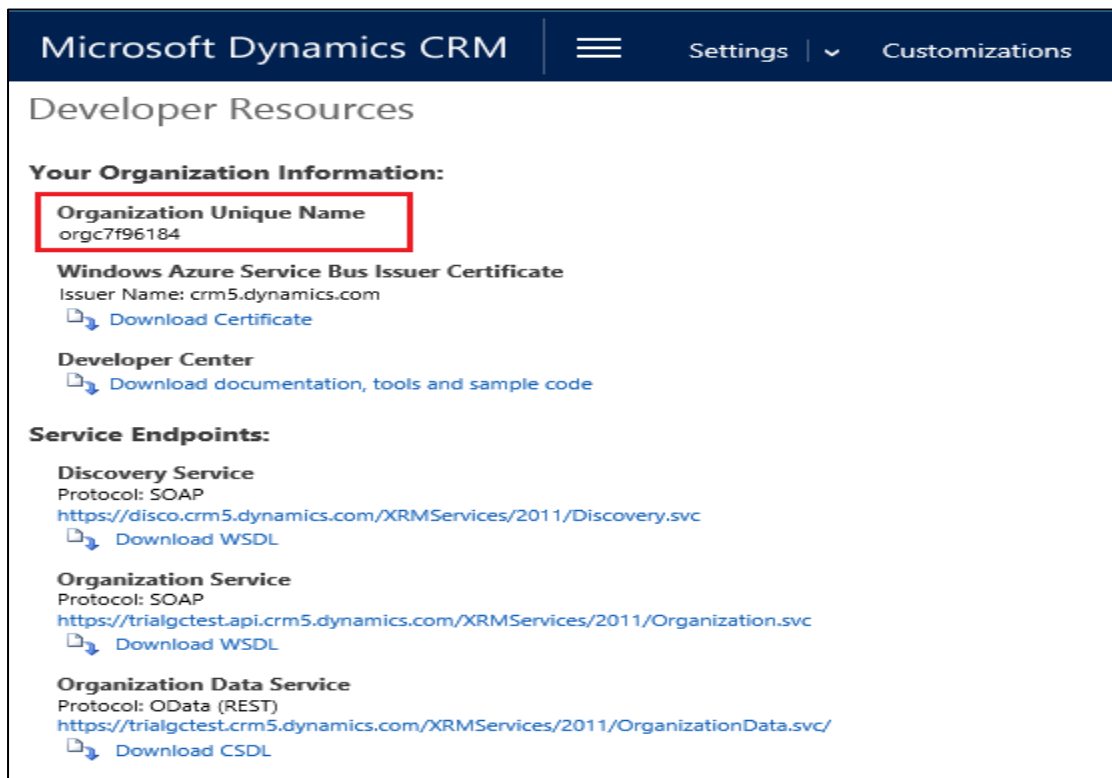 Microsoft Dynamics CRM Settings Customizations
Developer Resources
Your Organization Information:
Organization Unique Name
orgc7f96184
Windows Azure Service Bus Issuer Certificate
Issuer Name: crm5.dynamics.com
Download Certificate
Developer Center
Download documentation, tools and sample code
Service Endpoints:
Discovery Service
Protocol: SOAP
https://disco.crm5.dynamics.com/XRMServices/2011/Discovery.svc
Download WSDL
Organization Service
Protocol: SOAP
https://trialgctest.api.crm5.dynamics.com/XRMServices/2011/Organization.svc
Download WSDL
Organization Data Service
Protocol: OData (REST)
https://trialgctest.crm5.dynamics.com/XRMServices/2011/OrganizationData.svc/
Download CSDL